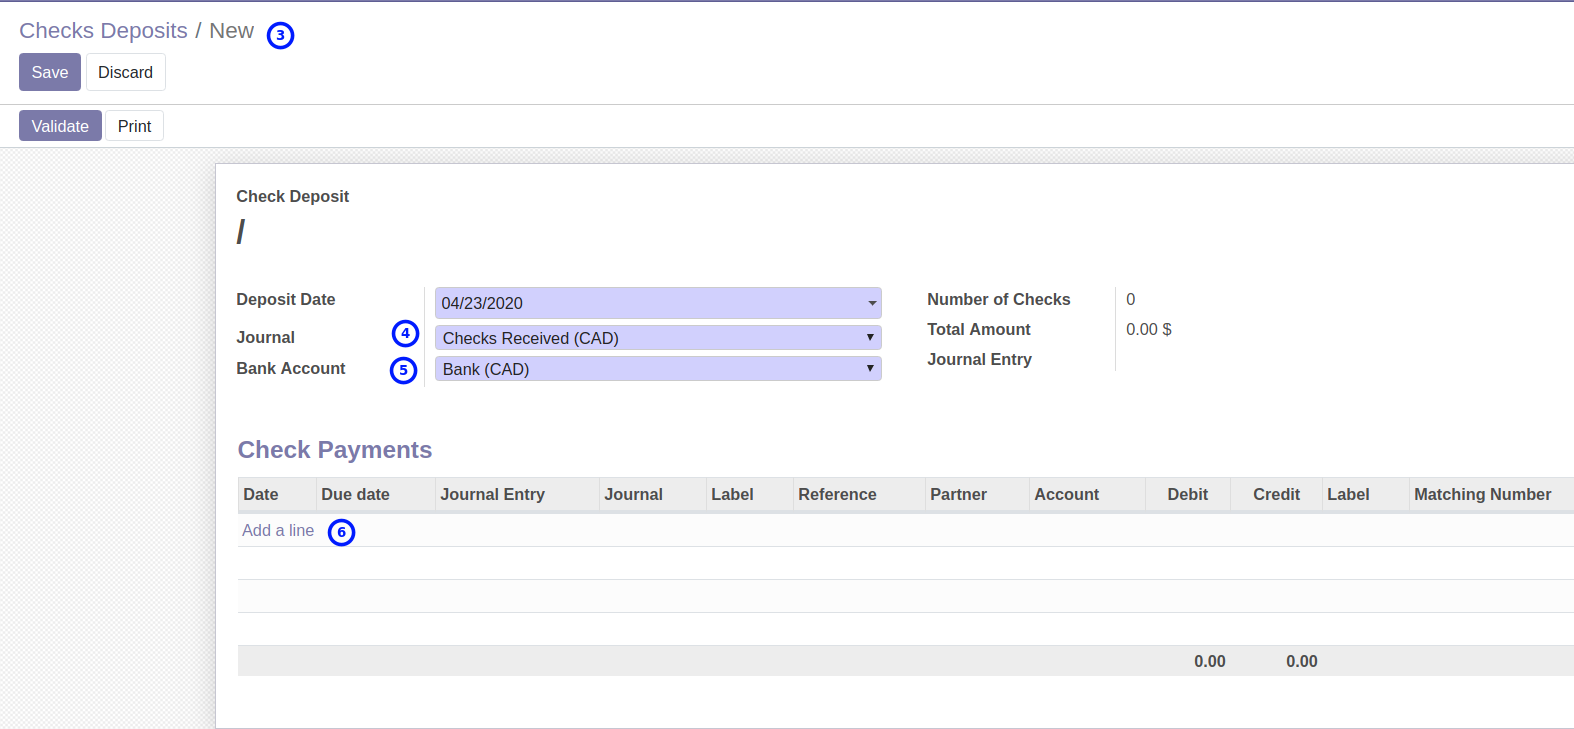 Checks Deposits / New 3
Save Discard
Validate Print
Check Deposit
/
Deposit Date 04/23/2020
Journal 4 Checks Received (CAD)
Bank Account 5 Bank (CAD)
Number of Checks 0
Total Amount 0.00 $
Journal Entry
Check Payments
Date Due date Journal Entry Journal Label Reference Partner Account Debit Credit Label Matching Number
Add a line 6
0.00 0.00